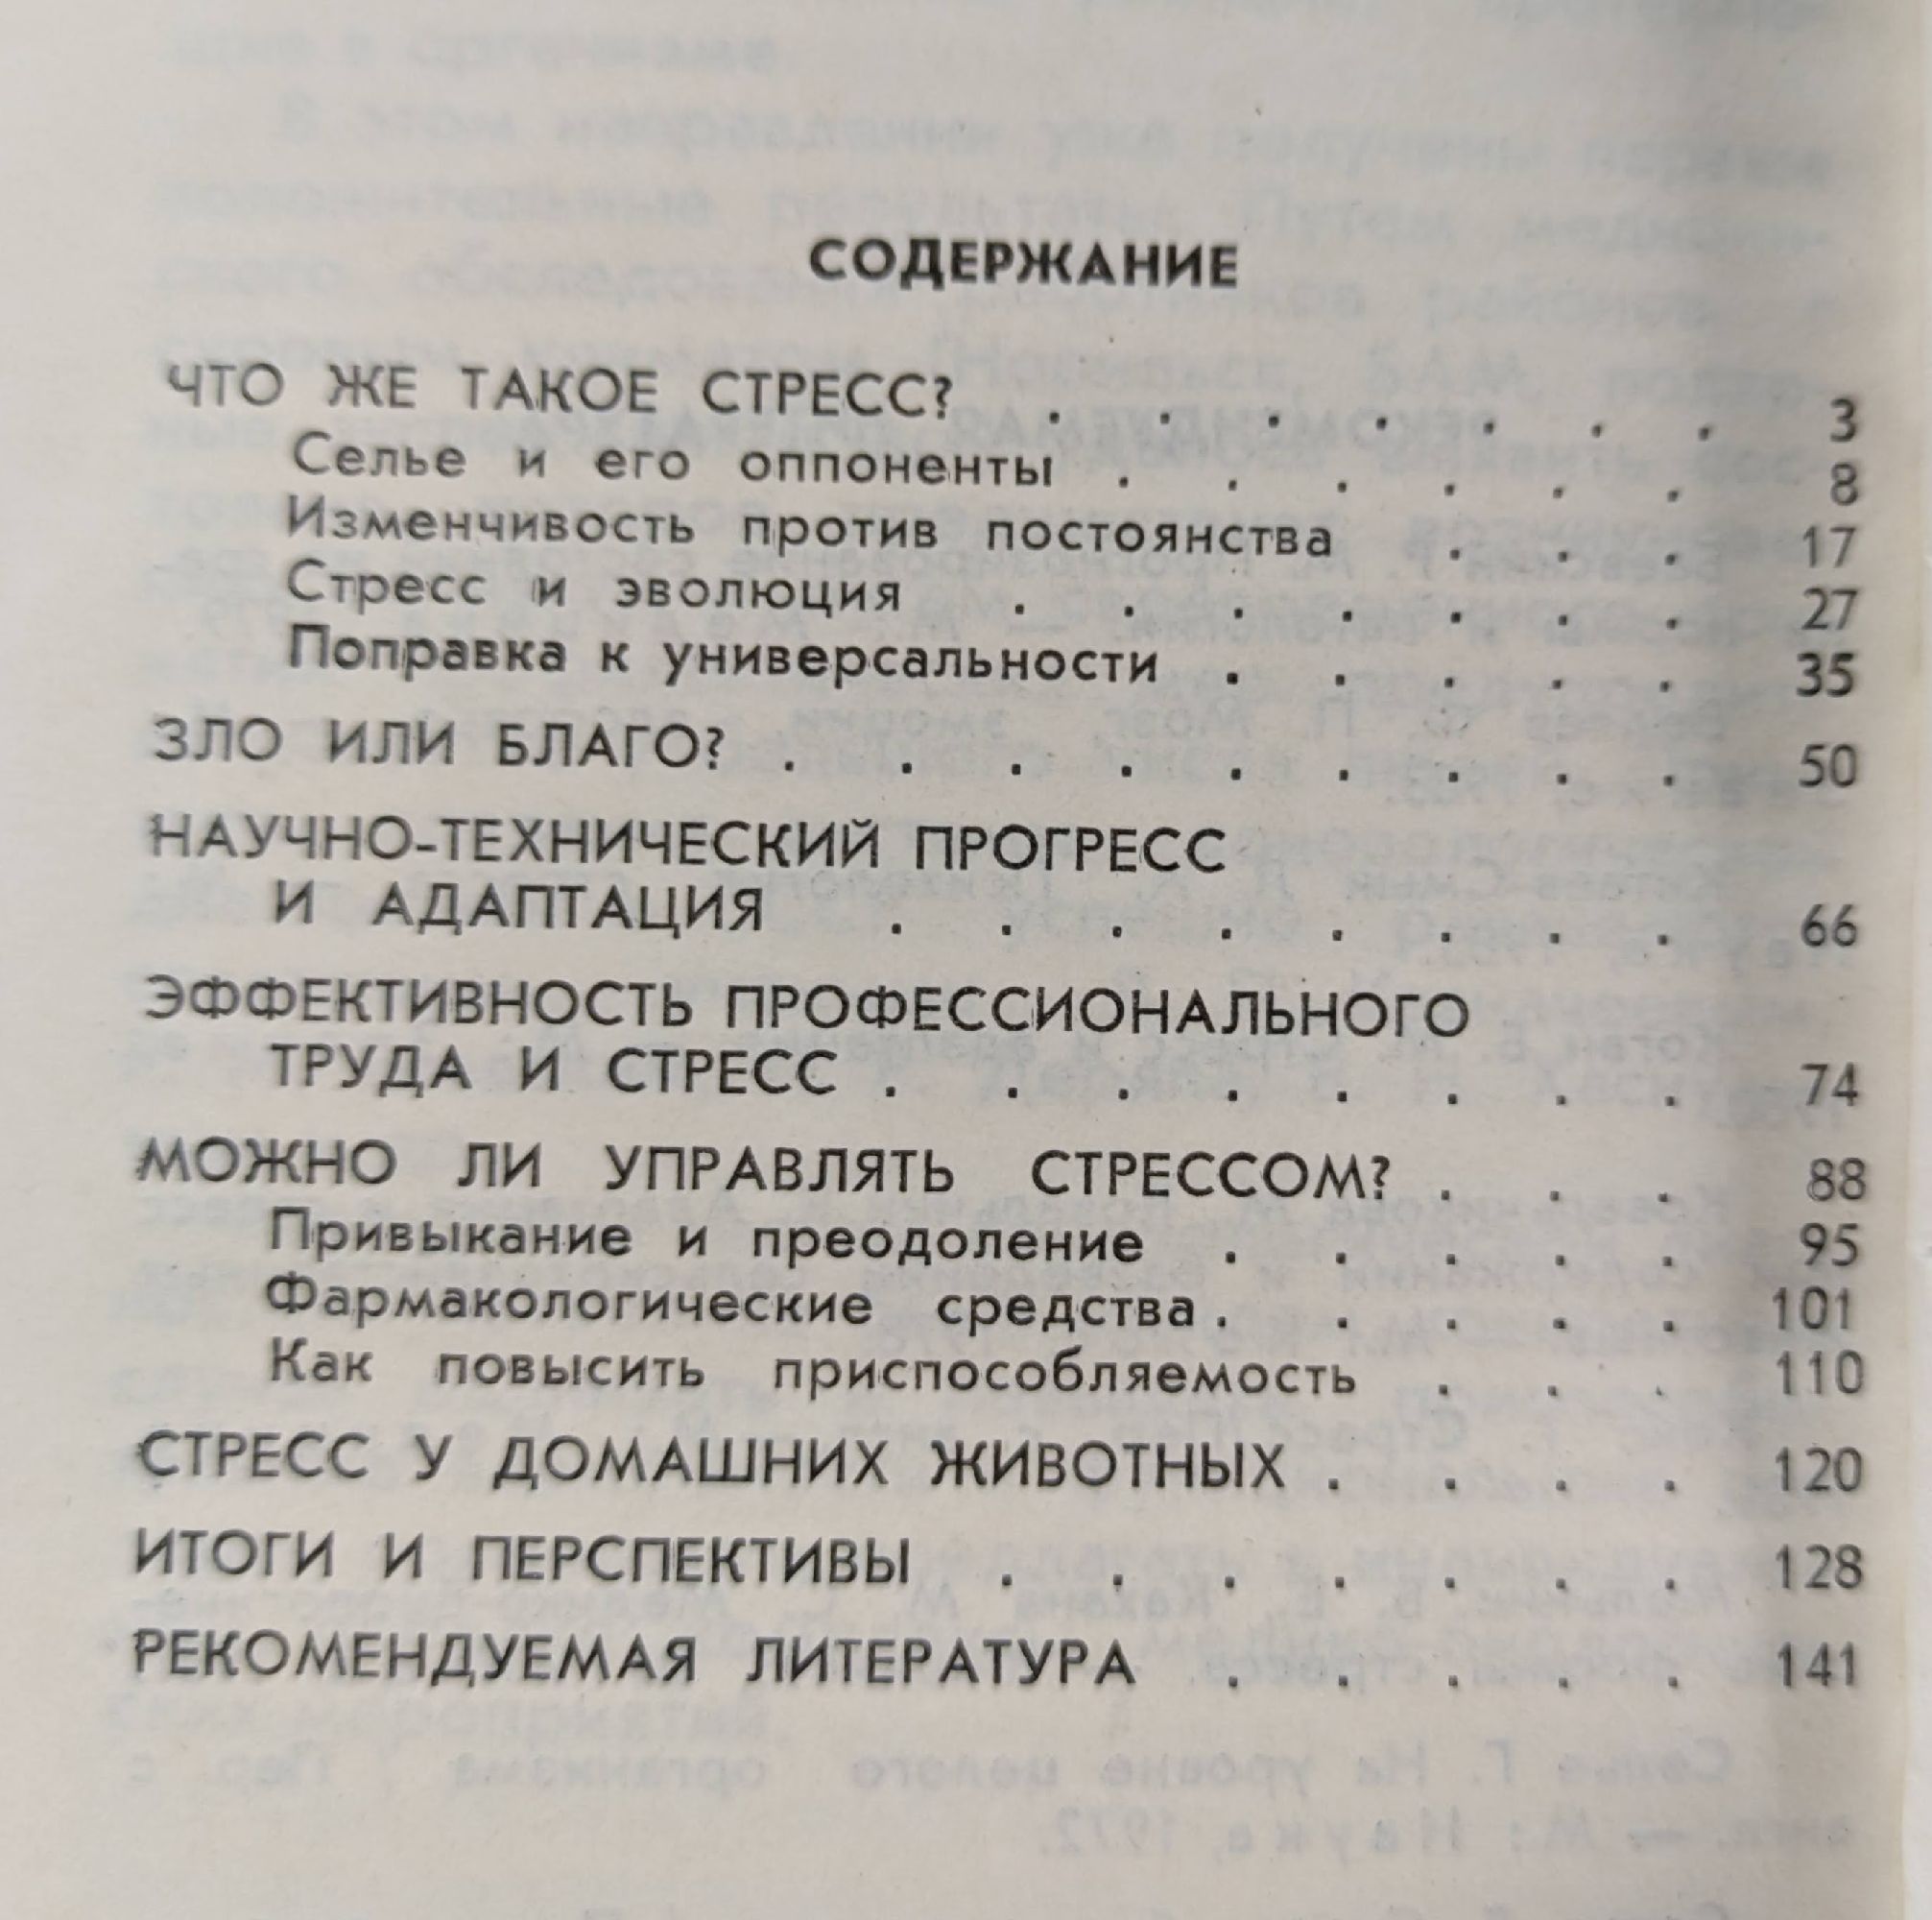 СОДЕРЖАНИЕ
ЧТО ЖЕ ТАКОЕ СТРЕСС? . . . . . . . 3
Селье и его оппоненты . . . . . . 8
Изменчивость против постоянства . . . 17
Стресс и эволюция . . . . . . . 27
Поправка к универсальности . . . . . 35
ЗЛО ИЛИ БЛАГО? . . . . . . . . . 50
НАУЧНО-ТЕХНИЧЕСКИЙ ПРОГРЕСС
И АДАПТАЦИЯ . . . . . . . . 66
ЭФФЕКТИВНОСТЬ ПРОФЕССИОНАЛЬНОГО
ТРУДА И СТРЕСС . . . . . . . . 74
МОЖНО ЛИ УПРАВЛЯТЬ СТРЕССОМ? . . . 88
Привыкание и преодоление . . . . . 95
Фармакологические средства . . . . . 101
Как повысить приспособляемость . . . 110
СТРЕСС У ДОМАШНИХ ЖИВОТНЫХ . . . . 120
ИТОГИ И ПЕРСПЕКТИВЫ . . . . . . . 128
РЕКОМЕНДУЕМАЯ ЛИТЕРАТУРА . . . . . 141